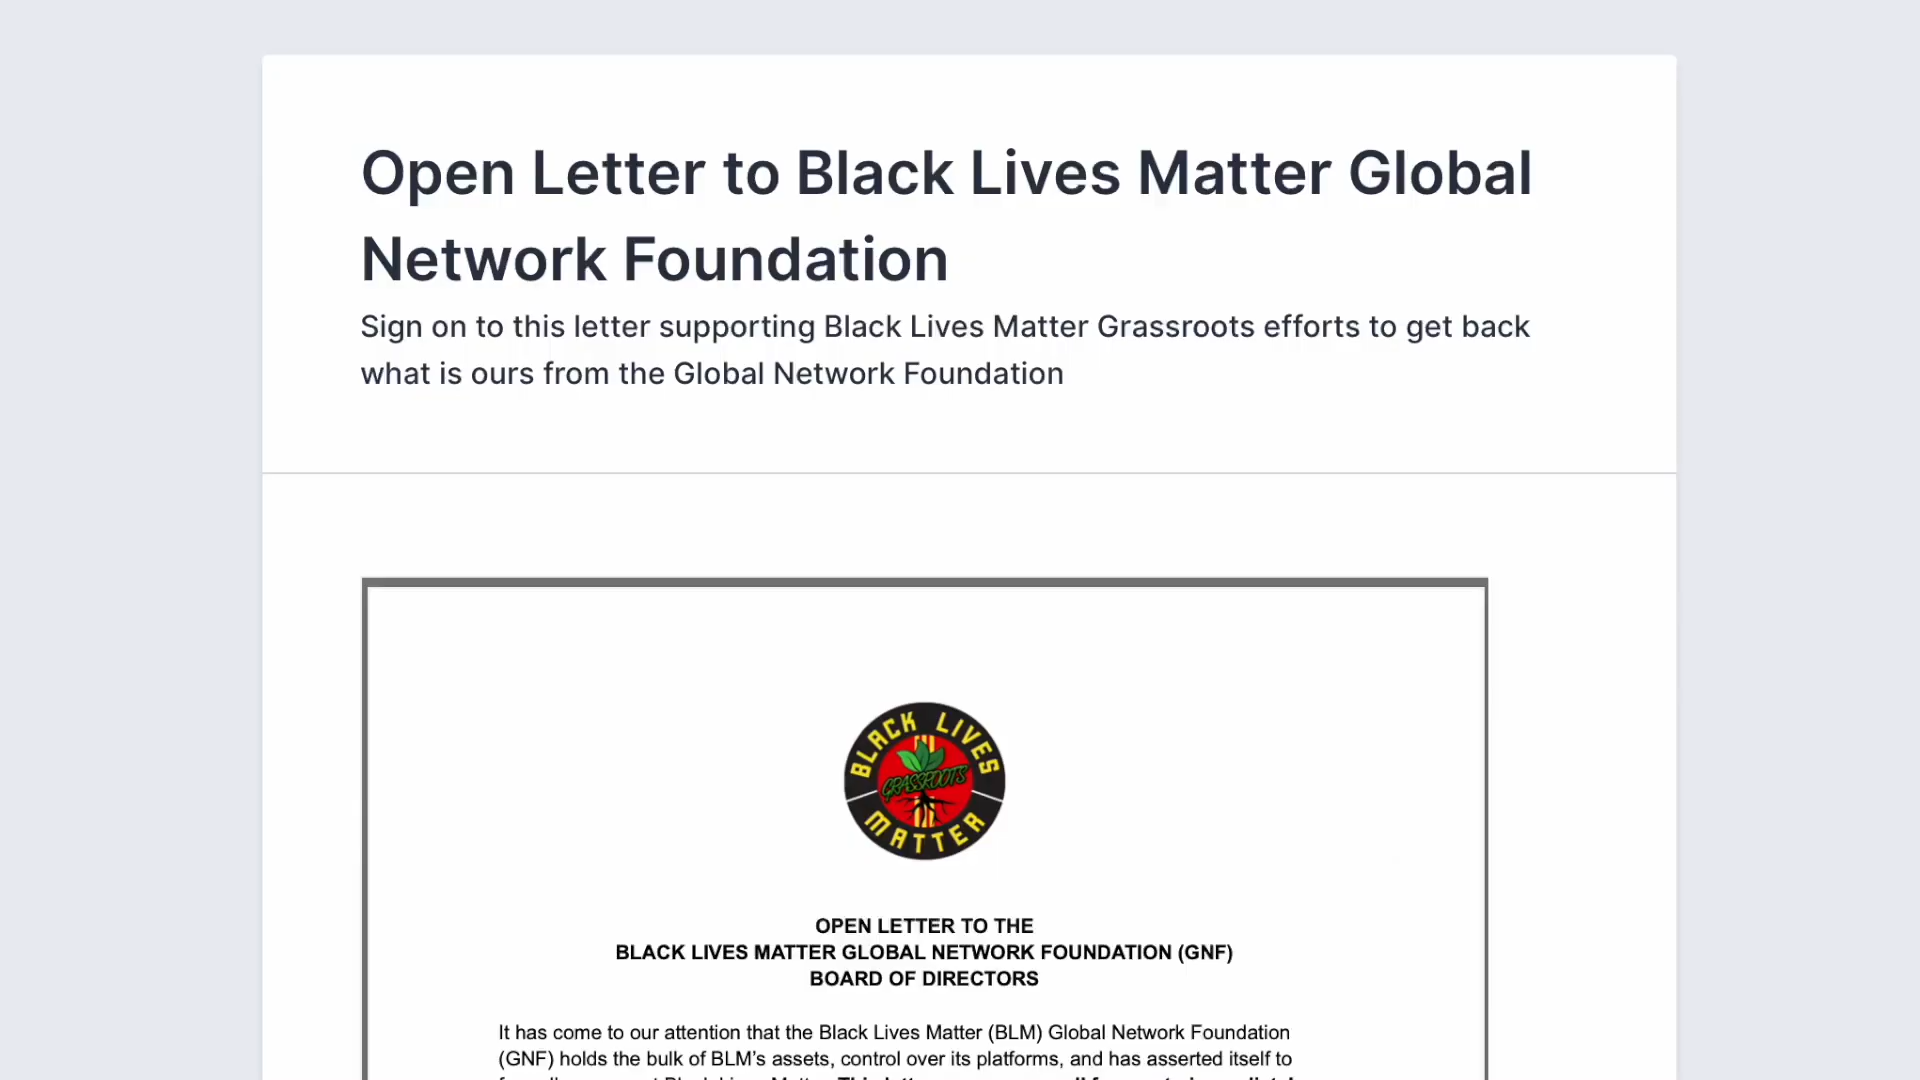 Open Letter to Black Lives Matter Global
Network Foundation
Sign on to this letter supporting Black Lives Matter Grassroots efforts to get back
what is ours from the Global Network Foundation
BLACK LIVES
GRASSROOTS
MATTER
OPEN LETTER TO THE
BLACK LIVES MATTER GLOBAL NETWORK FOUNDATION (GNF)
BOARD OF DIRECTORS
It has come to our attention that the Black Lives Matter (BLM) Global Network Foundation
(GNF) holds the bulk of BLM’s assets, control over its platforms, and has asserted itself to